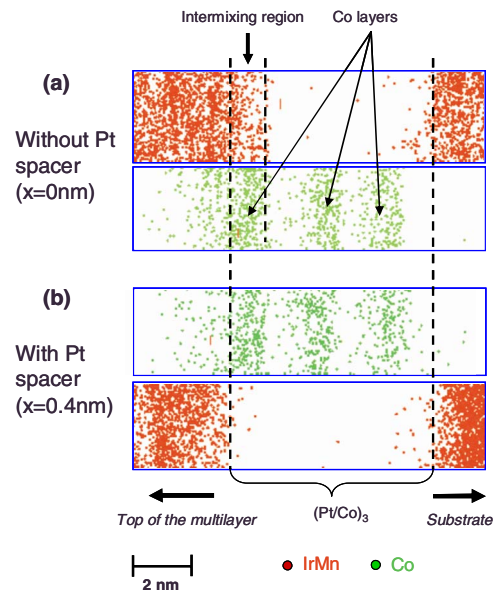 Intermixing region
Co layers
(a)
Without Pt
spacer
(x=0nm)
(b)
With Pt
spacer
(x=0.4nm)
Top of the multilayer
(Pt/Co)3
Substrate
2 nm
IrMn
Co